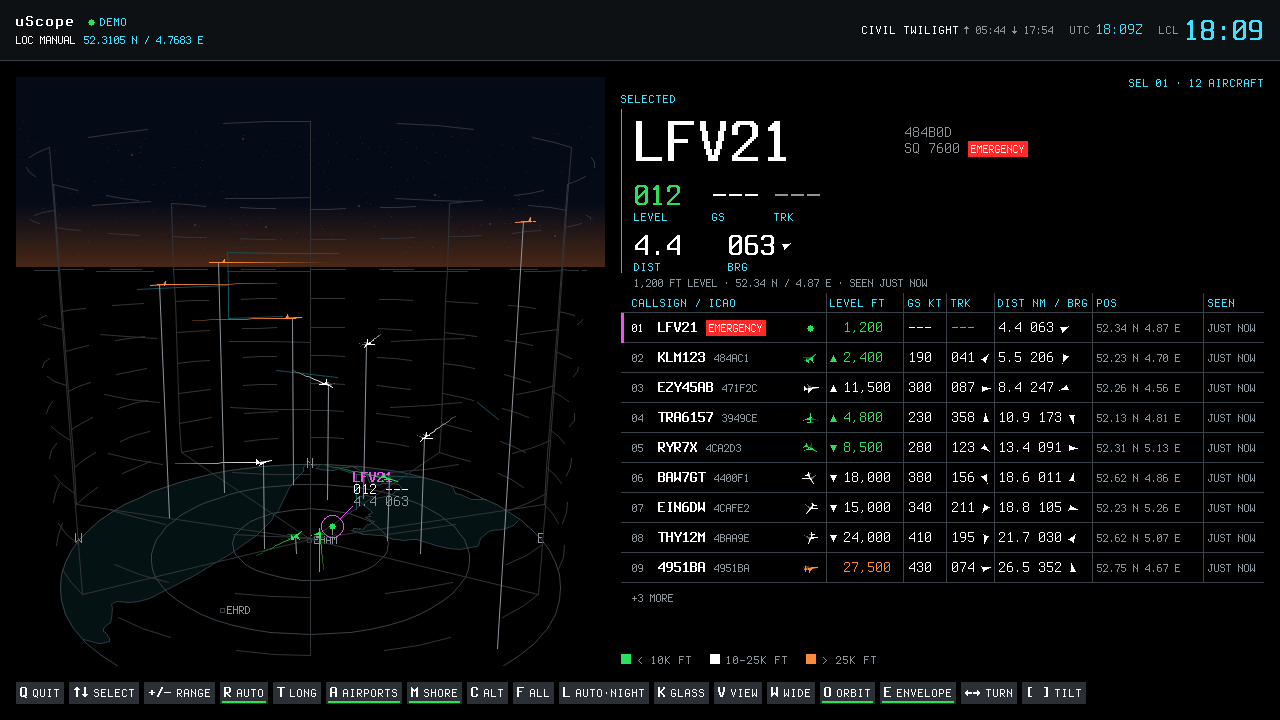 uScope DEMO
LOC MANUAL 52.3105 N / 4.7683 E
CIVIL TWILIGHT ↑ 05:44 ↓ 17:54 UTC 18:09Z LCL 18:09
SEL 01 · 12 AIRCRAFT
SELECTED
LFV21
484B0D
SQ 7600 EMERGENCY
012 --- ---
LEVEL GS TRK
4.4 063
DIST BRG
1,200 FT LEVEL · 52.34 N / 4.87 E · SEEN JUST NOW
CALLSIGN / ICAO LEVEL FT GS KT TRK DIST NM / BRG POS SEEN
01 LFV21 EMERGENCY 1,200 --- --- 4.4 063 52.34 N 4.87 E JUST NOW
02 KLM123 484AC1 ▲ 2,400 190 041 5.5 206 52.23 N 4.70 E JUST NOW
03 EZY45AB 471F2C ▲ 11,500 300 087 8.4 247 52.26 N 4.56 E JUST NOW
04 TRA6157 3949CE ▲ 4,800 230 358 10.9 173 52.13 N 4.81 E JUST NOW
05 RYR7X 4CA2D3 ▼ 8,500 280 123 13.4 091 52.31 N 5.13 E JUST NOW
06 BAW7GT 4400F1 ▼ 18,000 380 156 18.6 011 52.62 N 4.86 E JUST NOW
07 EIN6DW 4CAFE2 ▼ 15,000 340 211 18.8 105 52.23 N 5.26 E JUST NOW
08 THY12M 4BAA9E ▼ 24,000 410 195 21.7 030 52.62 N 5.07 E JUST NOW
09 4951BA 4951BA 27,500 430 074 26.5 352 52.75 N 4.67 E JUST NOW
+3 MORE
< 10K FT 10-25K FT > 25K FT
N
LFV21
012 ---
4.4 063
W
E
EHAM
EHRD
Q QUIT ↑↓ SELECT +/- RANGE R AUTO T LONG A AIRPORTS M SHORE C ALT F ALL L AUTO·NIGHT K GLASS V VIEW W WIDE O ORBIT E ENVELOPE ←→ TURN [ ] TILT